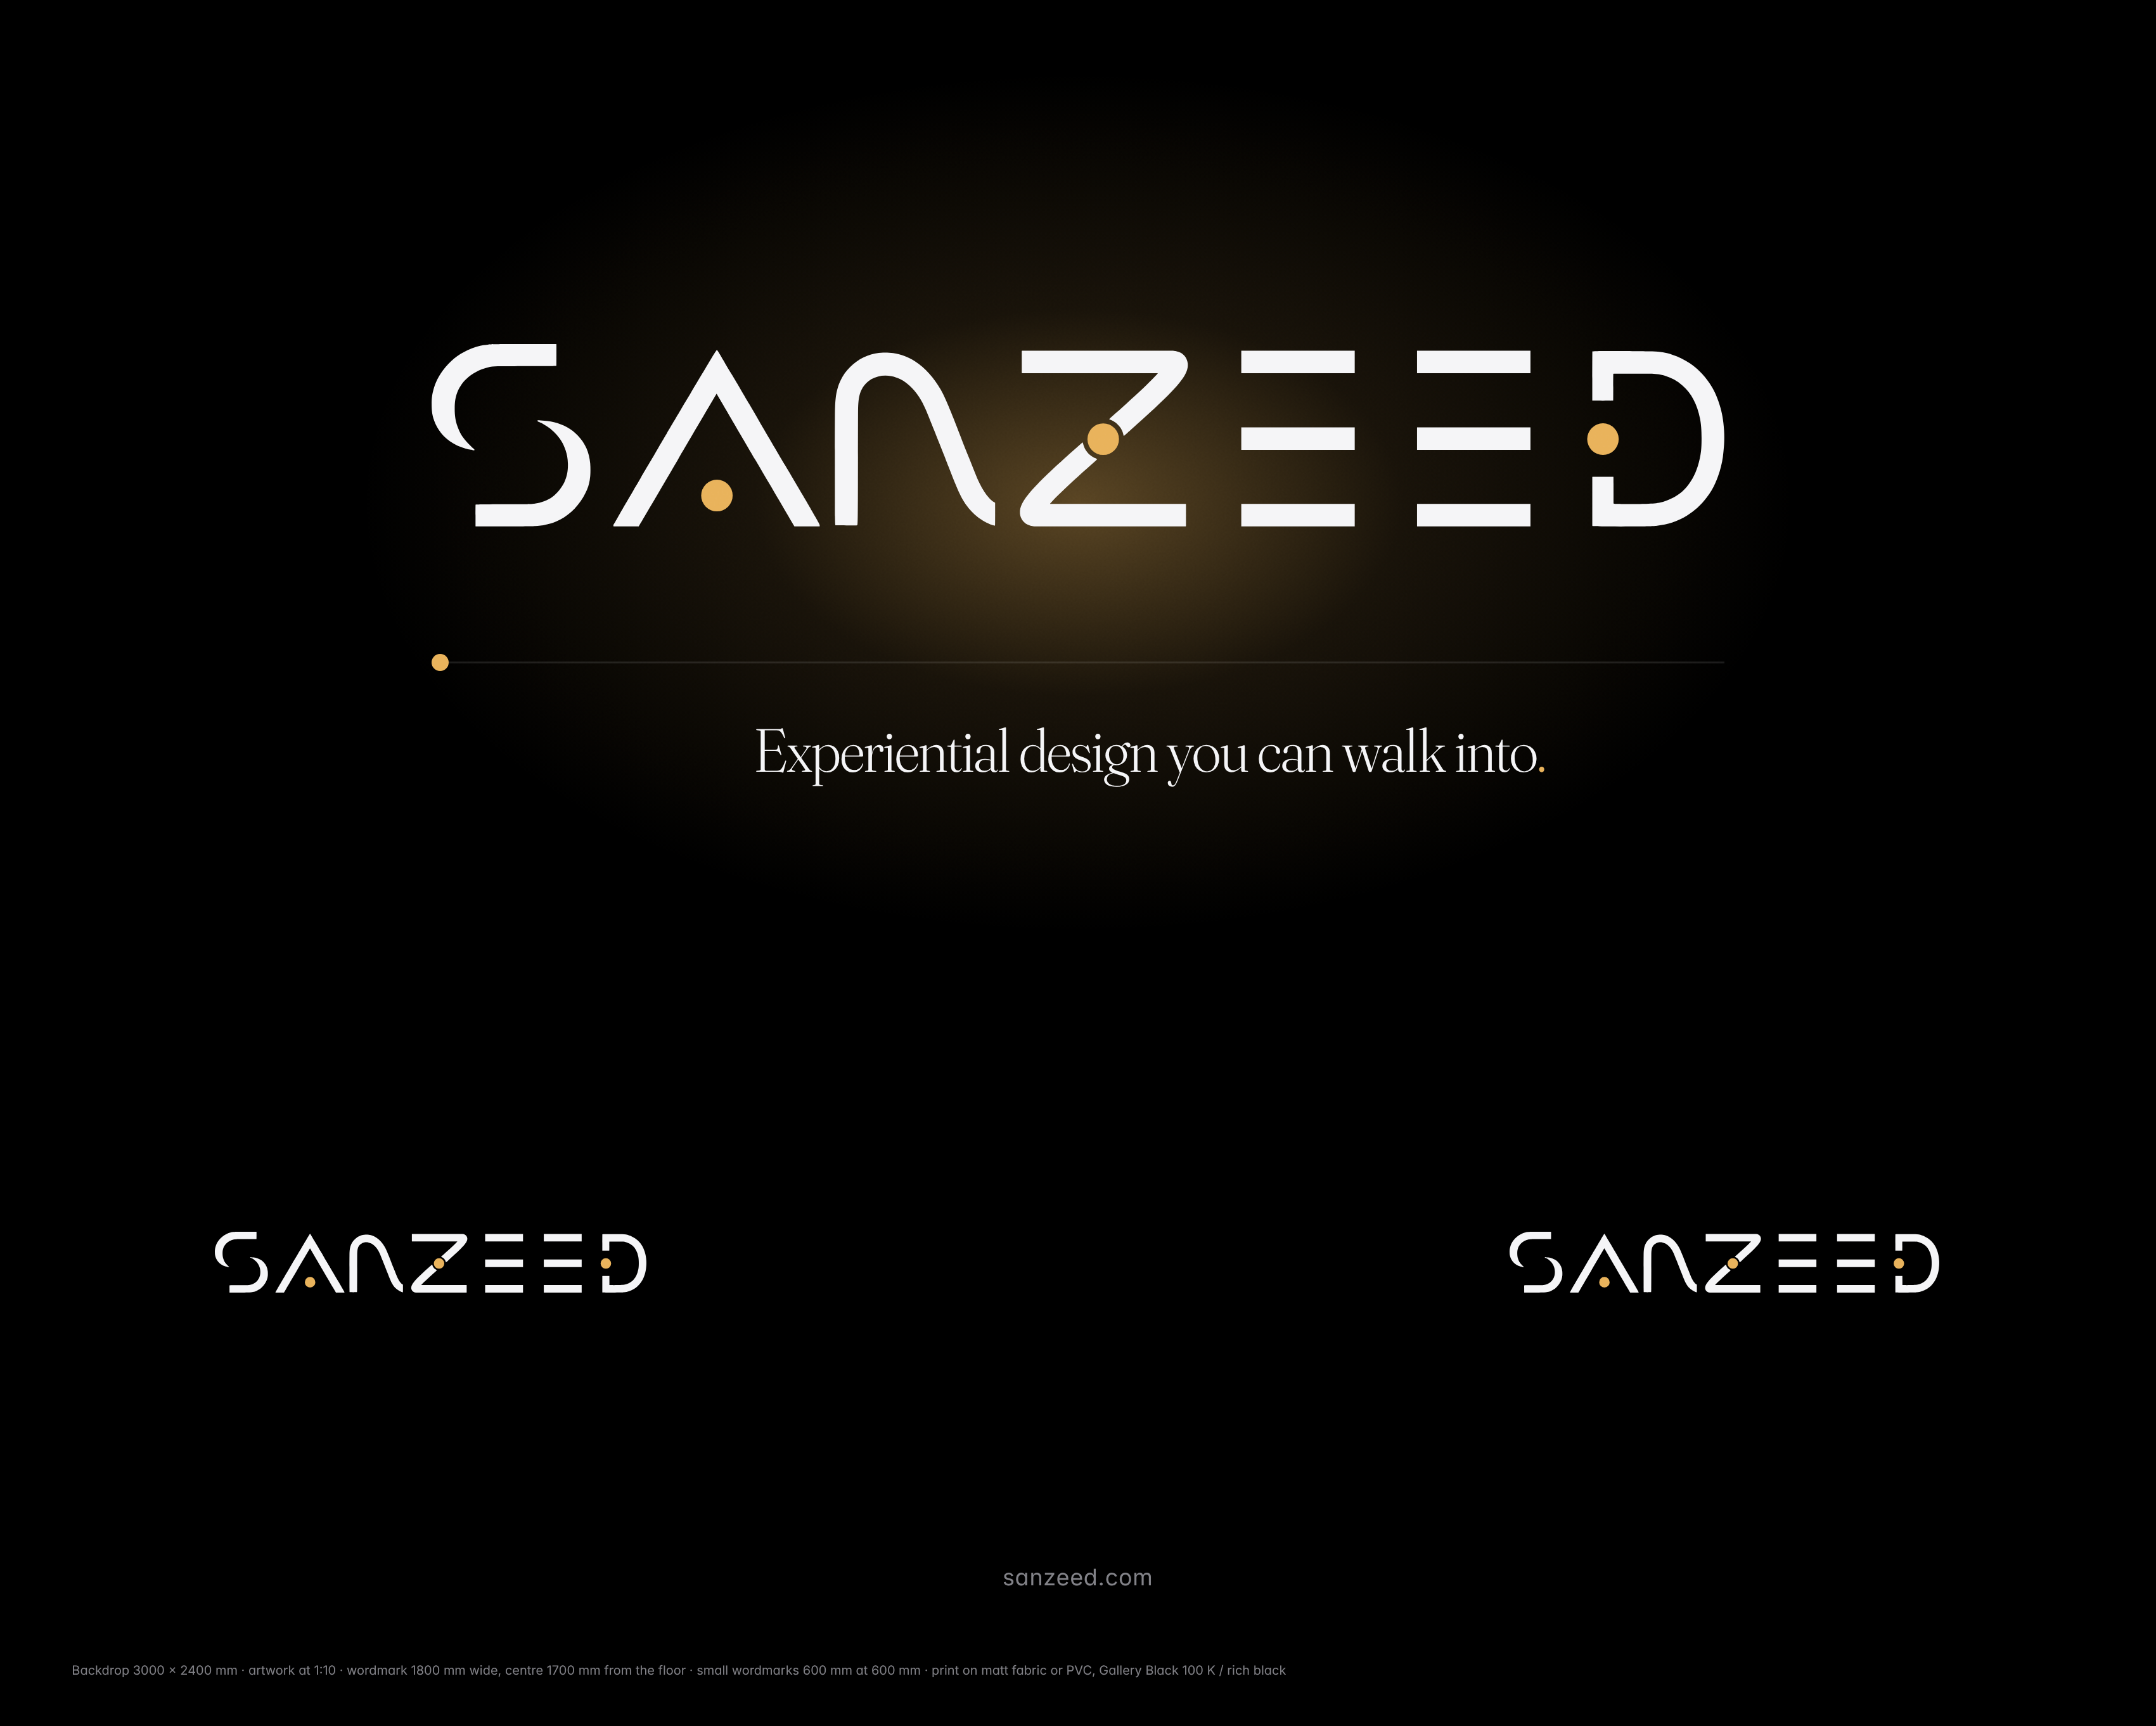 SANZEED
Experiential design you can walk into.
SANZEED SANZEED
sanzeed.com
Backdrop 3000 × 2400 mm · artwork at 1:10 · wordmark 1800 mm wide, centre 1700 mm from the floor · small wordmarks 600 mm at 600 mm · print on matt fabric or PVC, Gallery Black 100 K / rich black